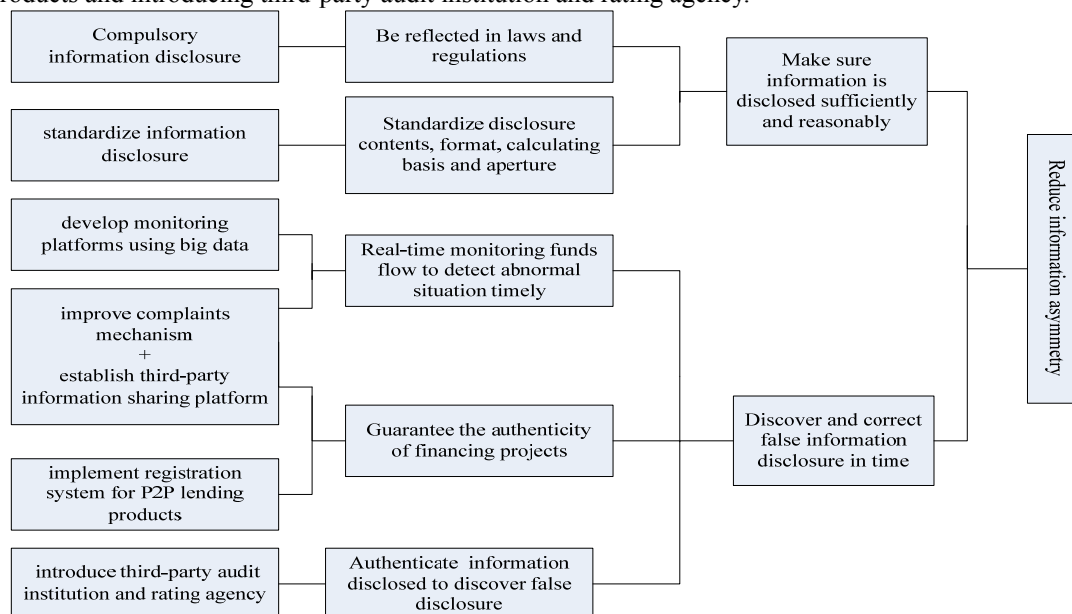 roducts and introducing third-party audit institution and rating agency.
Compulsory
information disclosure
Be reflected in laws and
regulations
Make sure
information is
disclosed sufficiently
and reasonably
standardize information
disclosure
Standardize disclosure
contents, format, calculating
basis and aperture
Reduce information asymmetry
develop monitoring
platforms using big data
Real-time monitoring funds
flow to detect abnormal
situation timely
improve complaints
mechanism
+
establish third-party
information sharing platform
Guarantee the authenticity
of financing projects
Discover and correct
false information
disclosure in time
implement registration
system for P2P lending
products
introduce third-party audit
institution and rating agency
Authenticate information
disclosed to discover false
disclosure